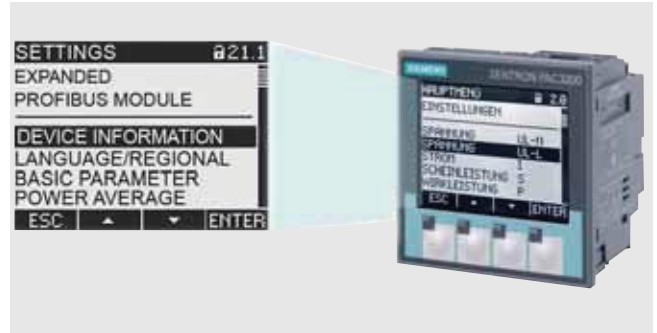 SETTINGS 21.1
EXPANDED
PROFIBUS MODULE
DEVICE INFORMATION
LANGUAGE/REGIONAL
BASIC PARAMETER
POWER AVERAGE
ESC ▲ ▼ ENTER
SIEMENS
SENTRON PAC3200
HAUPTMENÜ 2.0
EINSTELLUNGEN
SPANNUNG UL-N
SPANNUNG UL-L
STROM I
SCHEINLEISTUNG S
WIRKLEISTUNG P
ESC ▲ ▼ ENTER